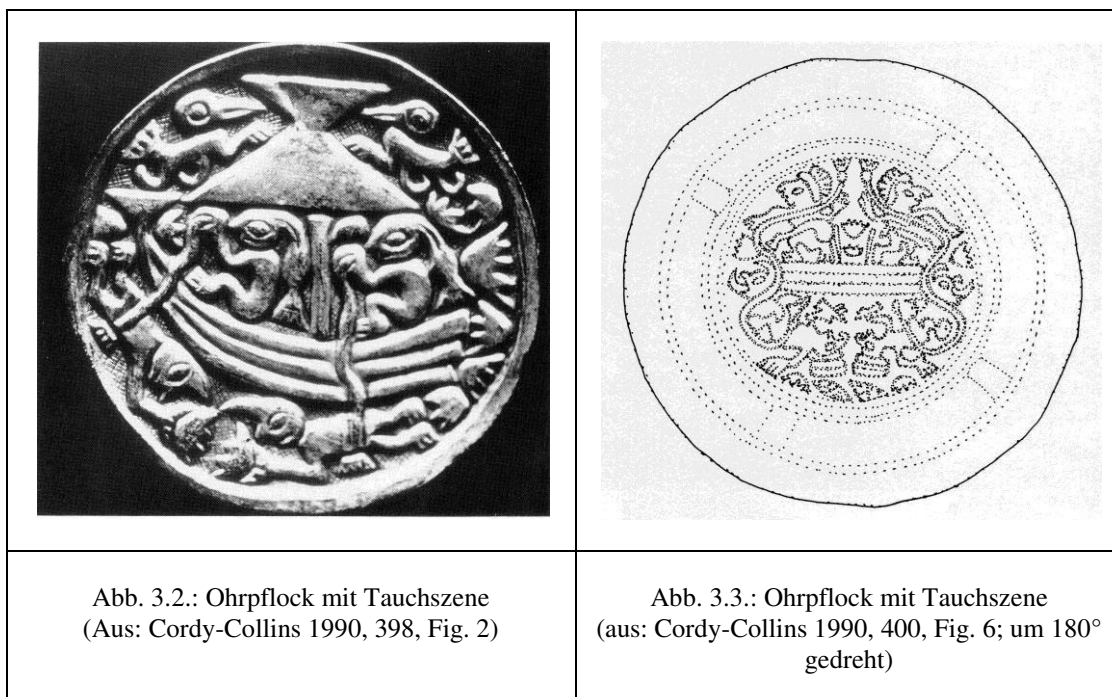 Abb. 3.2.: Ohrpflock mit Tauchszene
(Aus: Cordy-Collins 1990, 398, Fig. 2)
Abb. 3.3.: Ohrpflock mit Tauchszene
(aus: Cordy-Collins 1990, 400, Fig. 6; um 180°
gedreht)